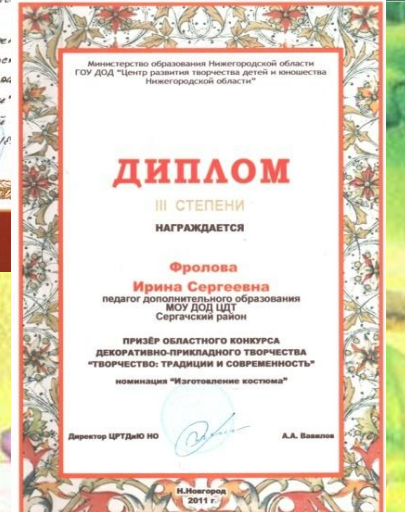 Министерство образования Нижегородской области
ГОУ ДОД "Центр развития творчества детей и юношества
Нижегородской области"
ДИПЛОМ
III СТЕПЕНИ
НАГРАЖДАЕТСЯ
Фролова
Ирина Сергеевна
педагог дополнительного образования
МОУ ДОД ЦДТ
Сергачский район
ПРИЗЁР ОБЛАСТНОГО КОНКУРСА
ДЕКОРАТИВНО-ПРИКЛАДНОГО ТВОРЧЕСТВА
"ТВОРЧЕСТВО: ТРАДИЦИИ И СОВРЕМЕННОСТЬ"
номинация "Изготовление костюма"
Директор ЦРТДиЮ НО А.А. Вавилов
Н.Новгород
2011 г.